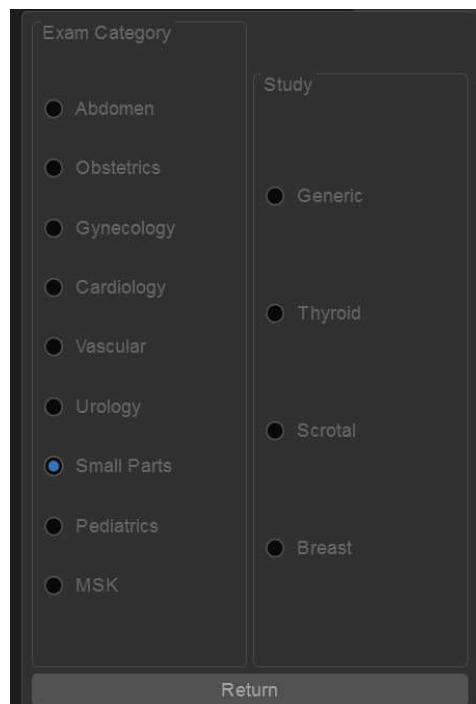 Exam Category
Abdomen
Obstetrics
Gynecology
Cardiology
Vascular
Urology
Small Parts
Pediatrics
MSK
Study
Generic
Thyroid
Scrotal
Breast
Return